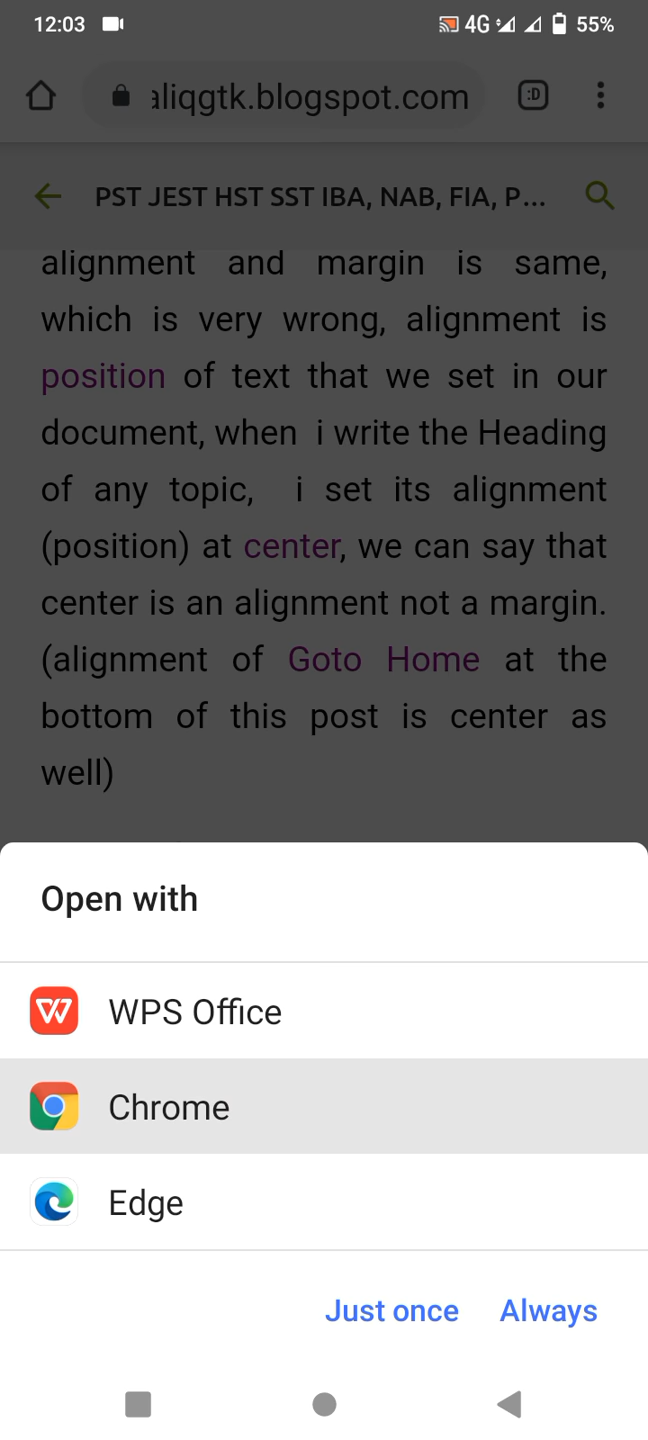 12:03
4G
55%
aliqgtk.blogspot.com
:D
PST JEST HST SST IBA, NAB, FIA, P...
alignment and margin is same,
which is very wrong, alignment is
position of text that we set in our
document, when i write the Heading
of any topic, i set its alignment
(position) at center, we can say that
center is an alignment not a margin.
(alignment of Goto Home at the
bottom of this post is center as
well)
Open with
WPS Office
Chrome
Edge
Just once
Always